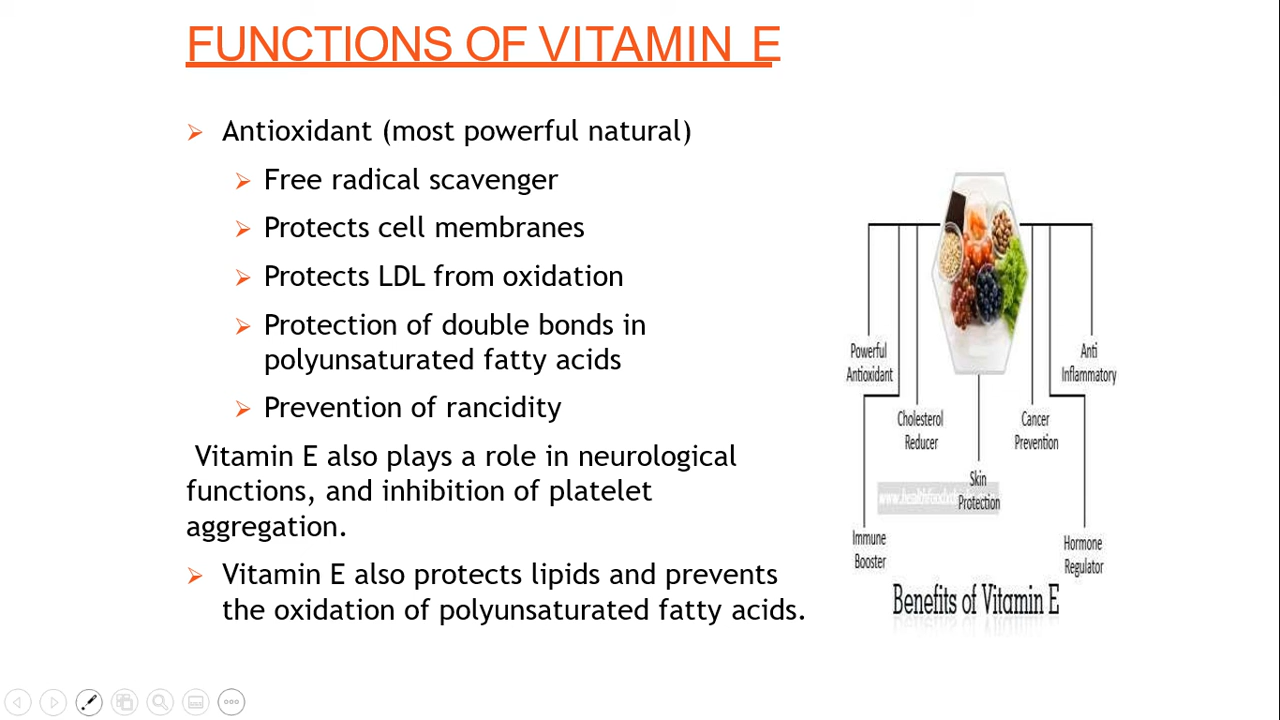 FUNCTIONS OF VITAMIN E
Antioxidant (most powerful natural)
Free radical scavenger
Protects cell membranes
Protects LDL from oxidation
Protection of double bonds in
polyunsaturated fatty acids
Prevention of rancidity
Vitamin E also plays a role in neurological
functions, and inhibition of platelet
aggregation.
Vitamin E also protects lipids and prevents
the oxidation of polyunsaturated fatty acids.
Powerful
Antioxidant
Anti
Inflammatory
Cholesterol
Reducer
Cancer
Prevention
Skin
Protection
Immune
Booster
Hormone
Regulator
Benefits of Vitamin E